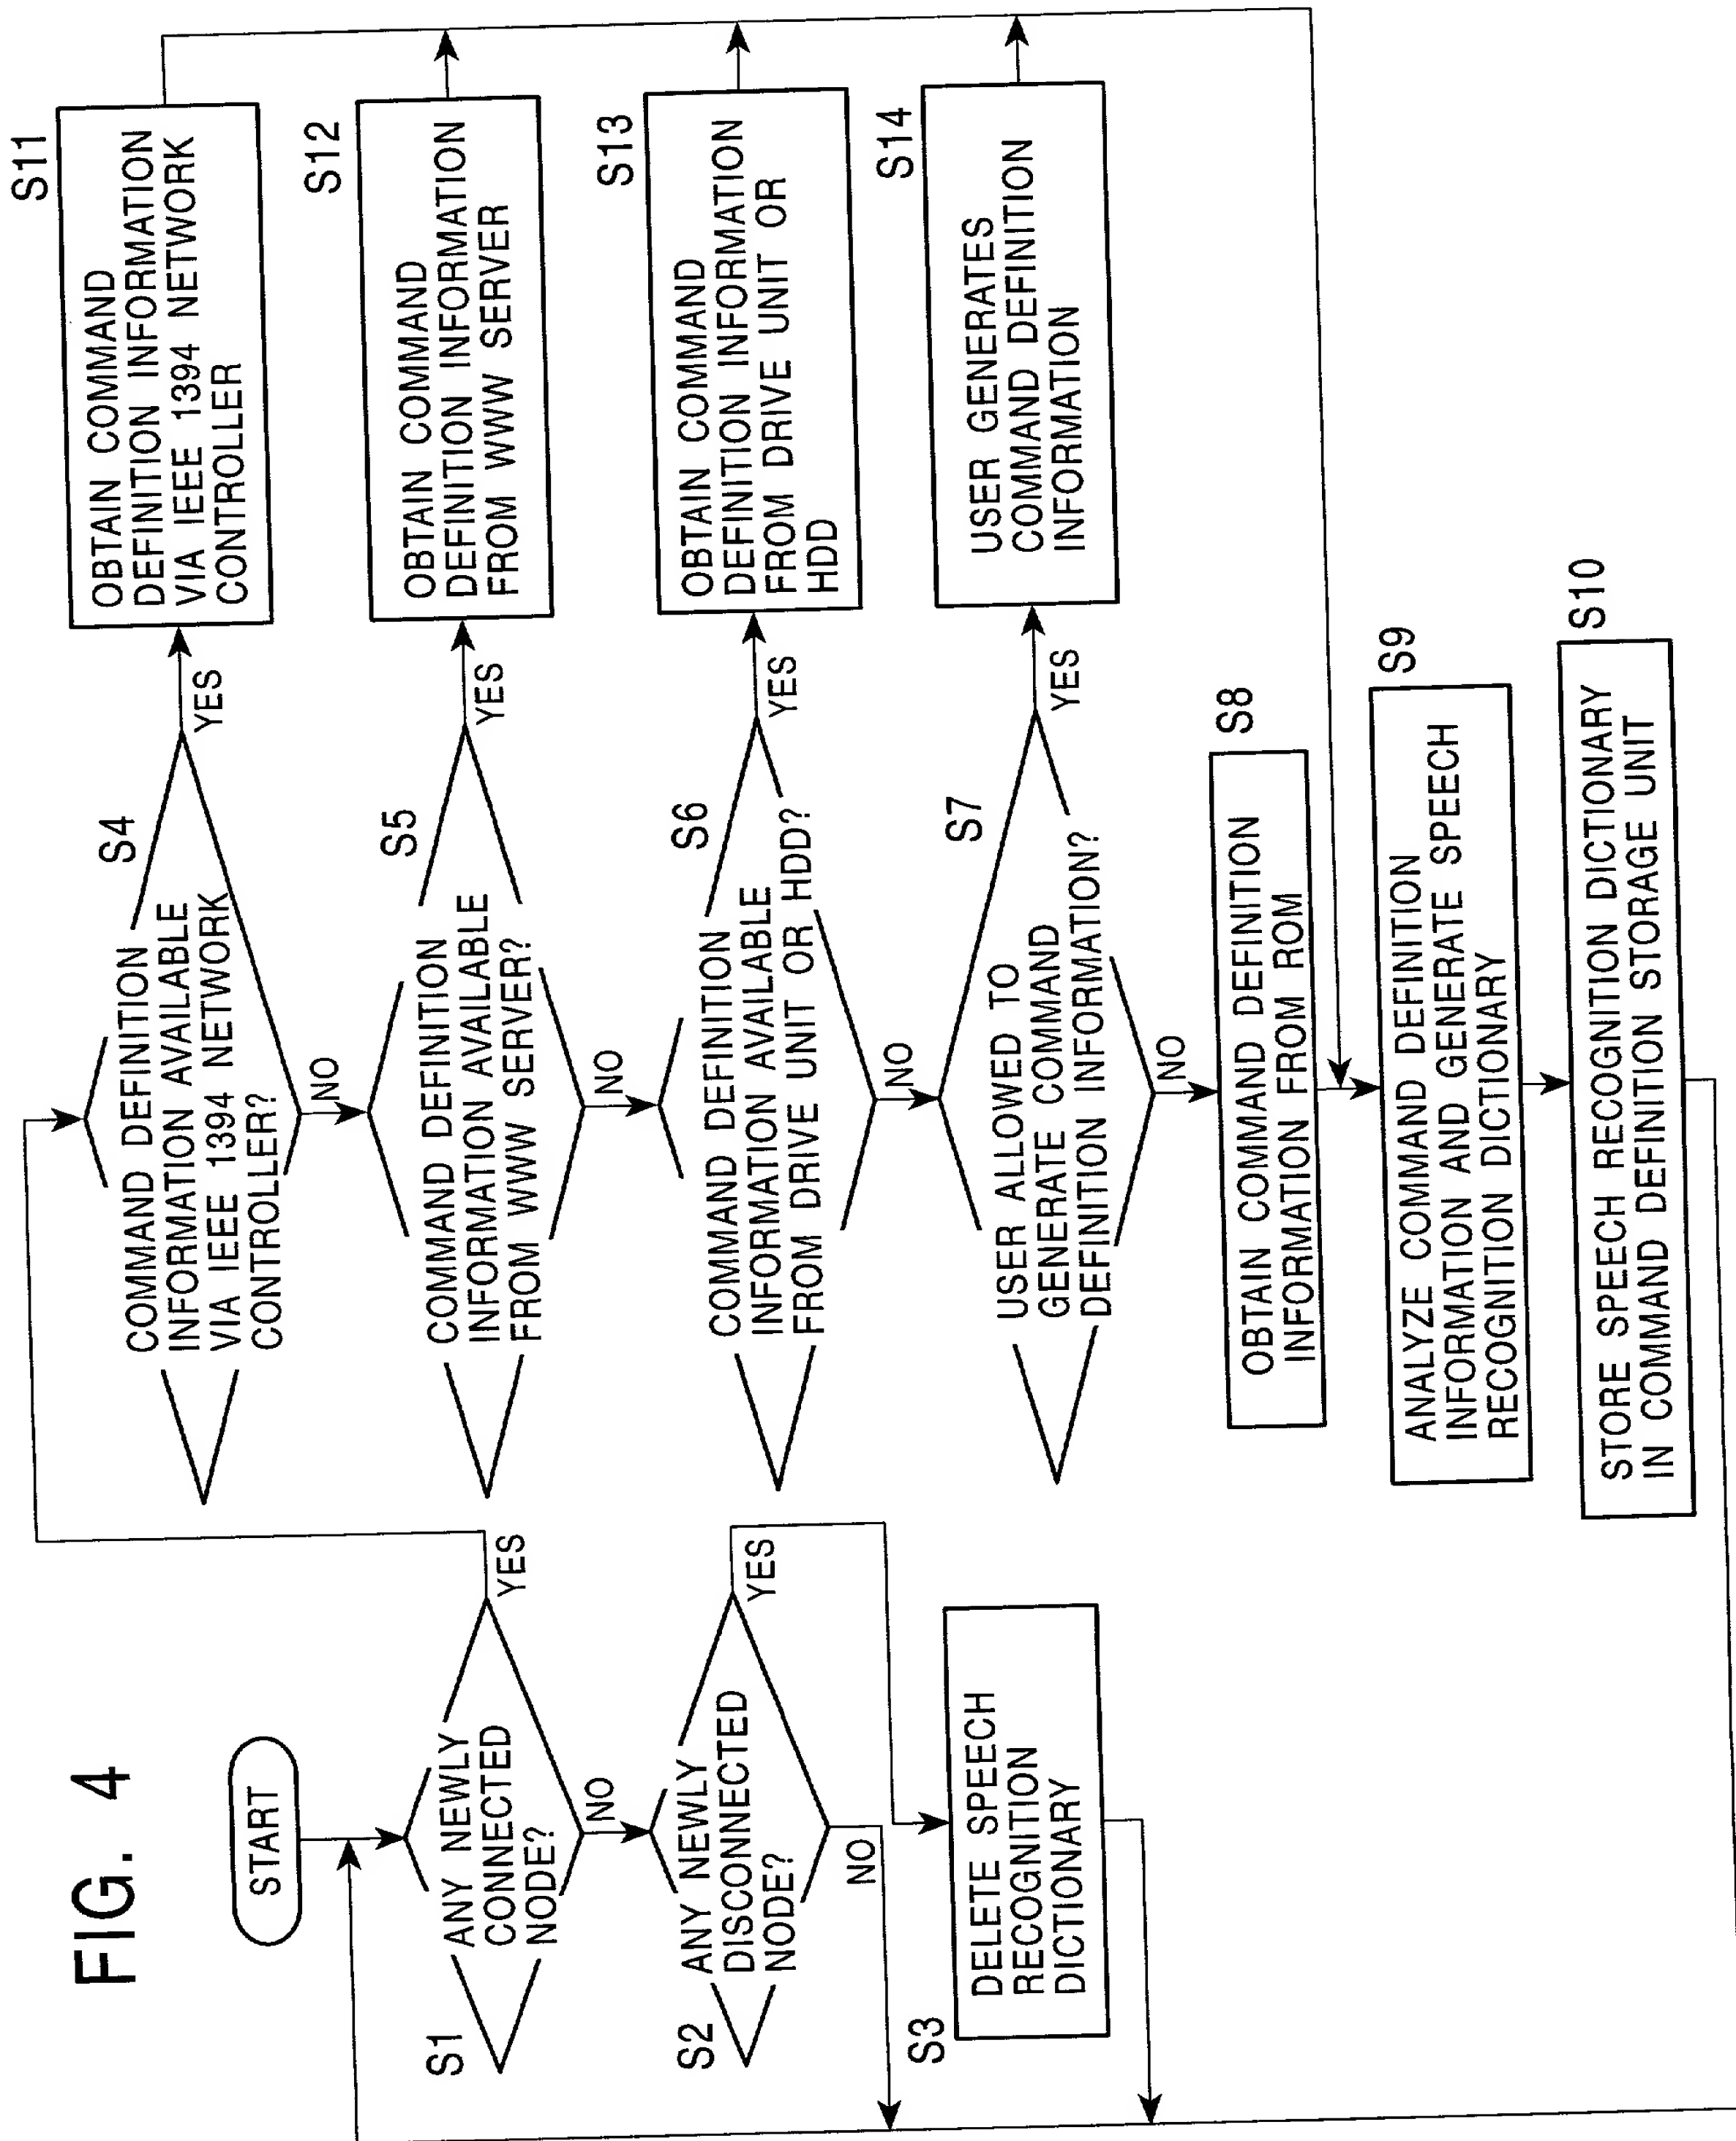 FIG. 4
START
S1
ANY NEWLY
CONNECTED
NODE?
YES
NO
S2
ANY NEWLY
DISCONNECTED
NODE?
YES
NO
S3
DELETE SPEECH
RECOGNITION
DICTIONARY
S4
COMMAND DEFINITION
INFORMATION AVAILABLE
VIA IEEE 1394 NETWORK
CONTROLLER?
YES
NO
S11
OBTAIN COMMAND
DEFINITION INFORMATION
VIA IEEE 1394 NETWORK
CONTROLLER
S5
COMMAND DEFINITION
INFORMATION AVAILABLE
FROM WWW SERVER?
YES
NO
S12
OBTAIN COMMAND
DEFINITION INFORMATION
FROM WWW SERVER
S6
COMMAND DEFINITION
INFORMATION AVAILABLE
FROM DRIVE UNIT OR HDD?
YES
NO
S13
OBTAIN COMMAND
DEFINITION INFORMATION
FROM DRIVE UNIT OR
HDD
S7
USER ALLOWED TO
GENERATE COMMAND
DEFINITION INFORMATION?
YES
NO
S14
USER GENERATES
COMMAND DEFINITION
INFORMATION
S8
OBTAIN COMMAND DEFINITION
INFORMATION FROM ROM
S9
ANALYZE COMMAND DEFINITION
INFORMATION AND GENERATE SPEECH
RECOGNITION DICTIONARY
S10
STORE SPEECH RECOGNITION DICTIONARY
IN COMMAND DEFINITION STORAGE UNIT